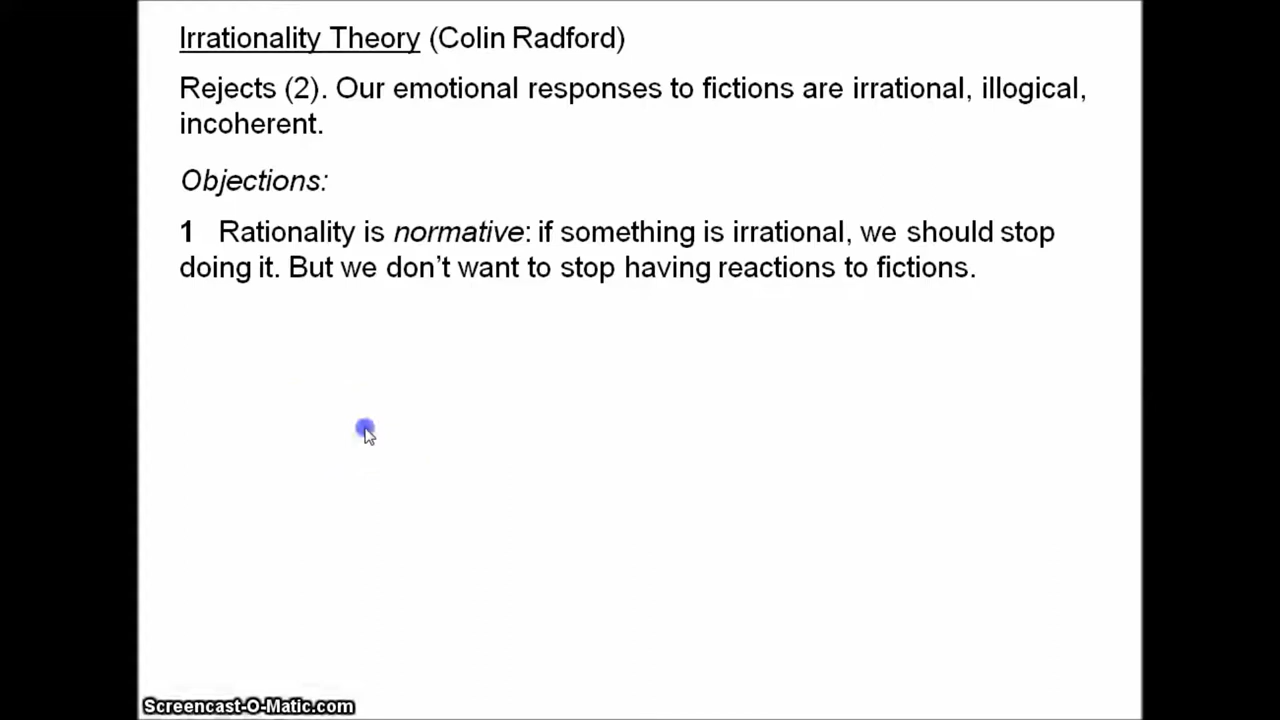 Irrationality Theory (Colin Radford)
Rejects (2). Our emotional responses to fictions are irrational, illogical,
incoherent.
Objections:
1 Rationality is normative: if something is irrational, we should stop
doing it. But we don’t want to stop having reactions to fictions.
Screencast-O-Matic.com